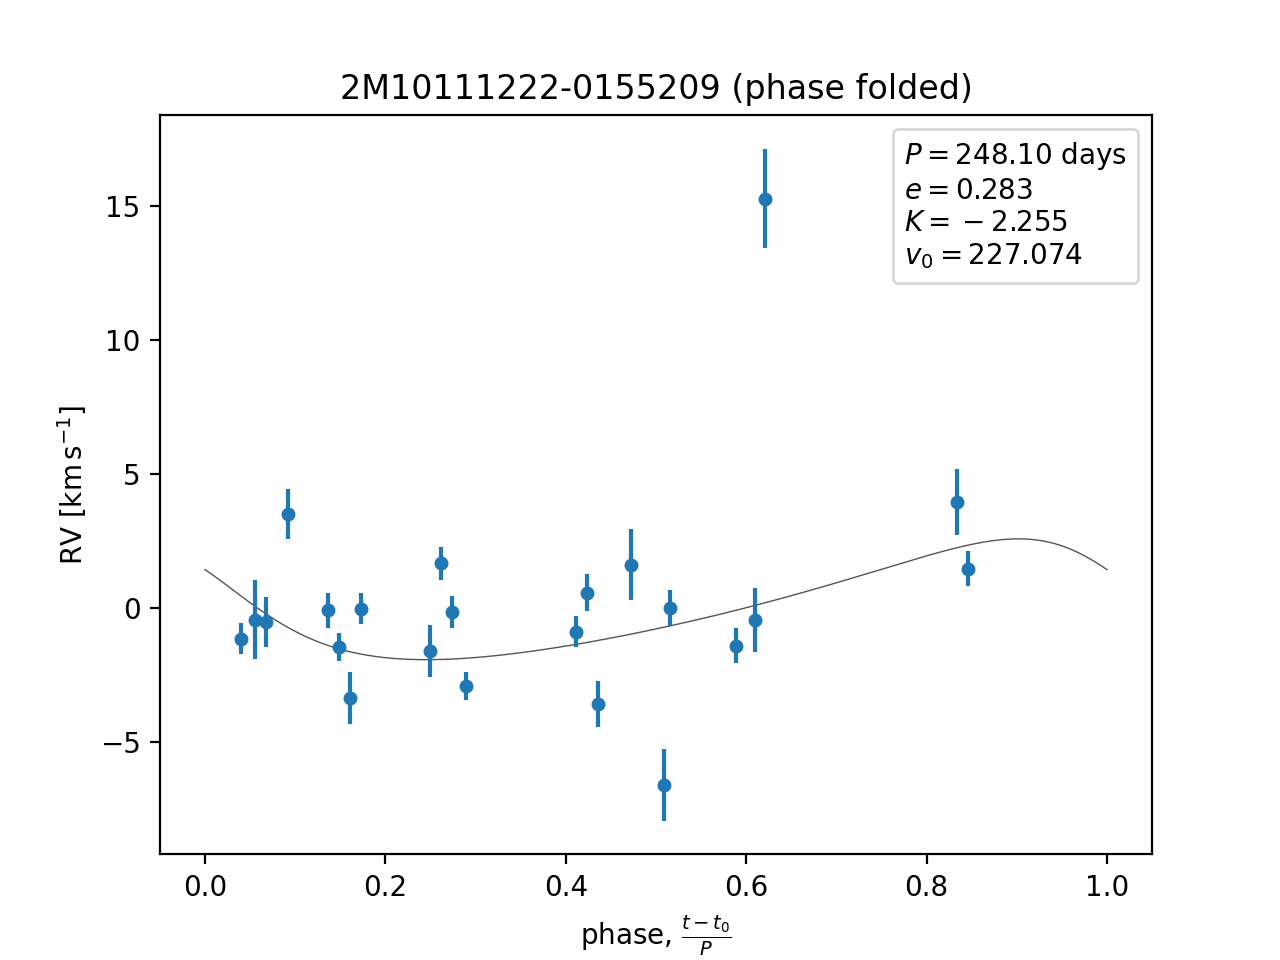 2M10111222-0155209 (phase folded)
P = 248.10 days
e = 0.283
K = −2.255
v₀ = 227.074
15
10
5
0
−5
RV [km s⁻¹]
0.0 0.2 0.4 0.6 0.8 1.0
phase, (t − t₀)/P